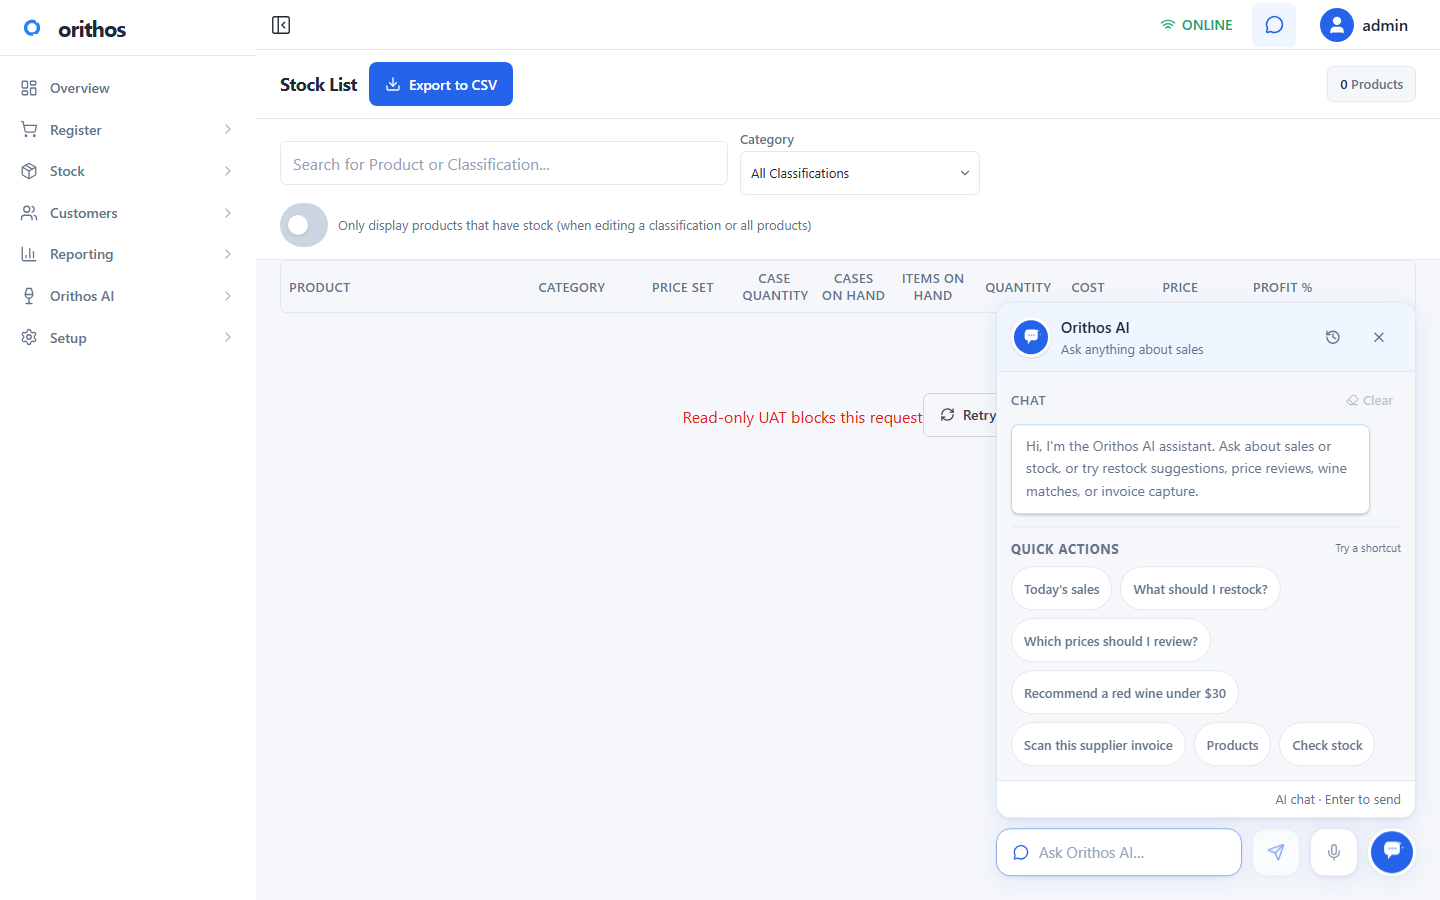 orithos
ONLINE
admin
Overview
Register
Stock
Customers
Reporting
Orithos AI
Setup
Stock List
Export to CSV
0 Products
Search for Product or Classification...
Category
All Classifications
Only display products that have stock (when editing a classification or all products)
PRODUCT
CATEGORY
PRICE SET
CASE
QUANTITY
CASES
ON HAND
ITEMS ON
HAND
QUANTITY
COST
PRICE
PROFIT %
Read-only UAT blocks this request
Retry
Orithos AI
Ask anything about sales
CHAT
Clear
Hi, I'm the Orithos AI assistant. Ask about sales or
stock, or try restock suggestions, price reviews, wine
matches, or invoice capture.
QUICK ACTIONS
Try a shortcut
Today's sales
What should I restock?
Which prices should I review?
Recommend a red wine under $30
Scan this supplier invoice
Products
Check stock
AI chat · Enter to send
Ask Orithos AI...